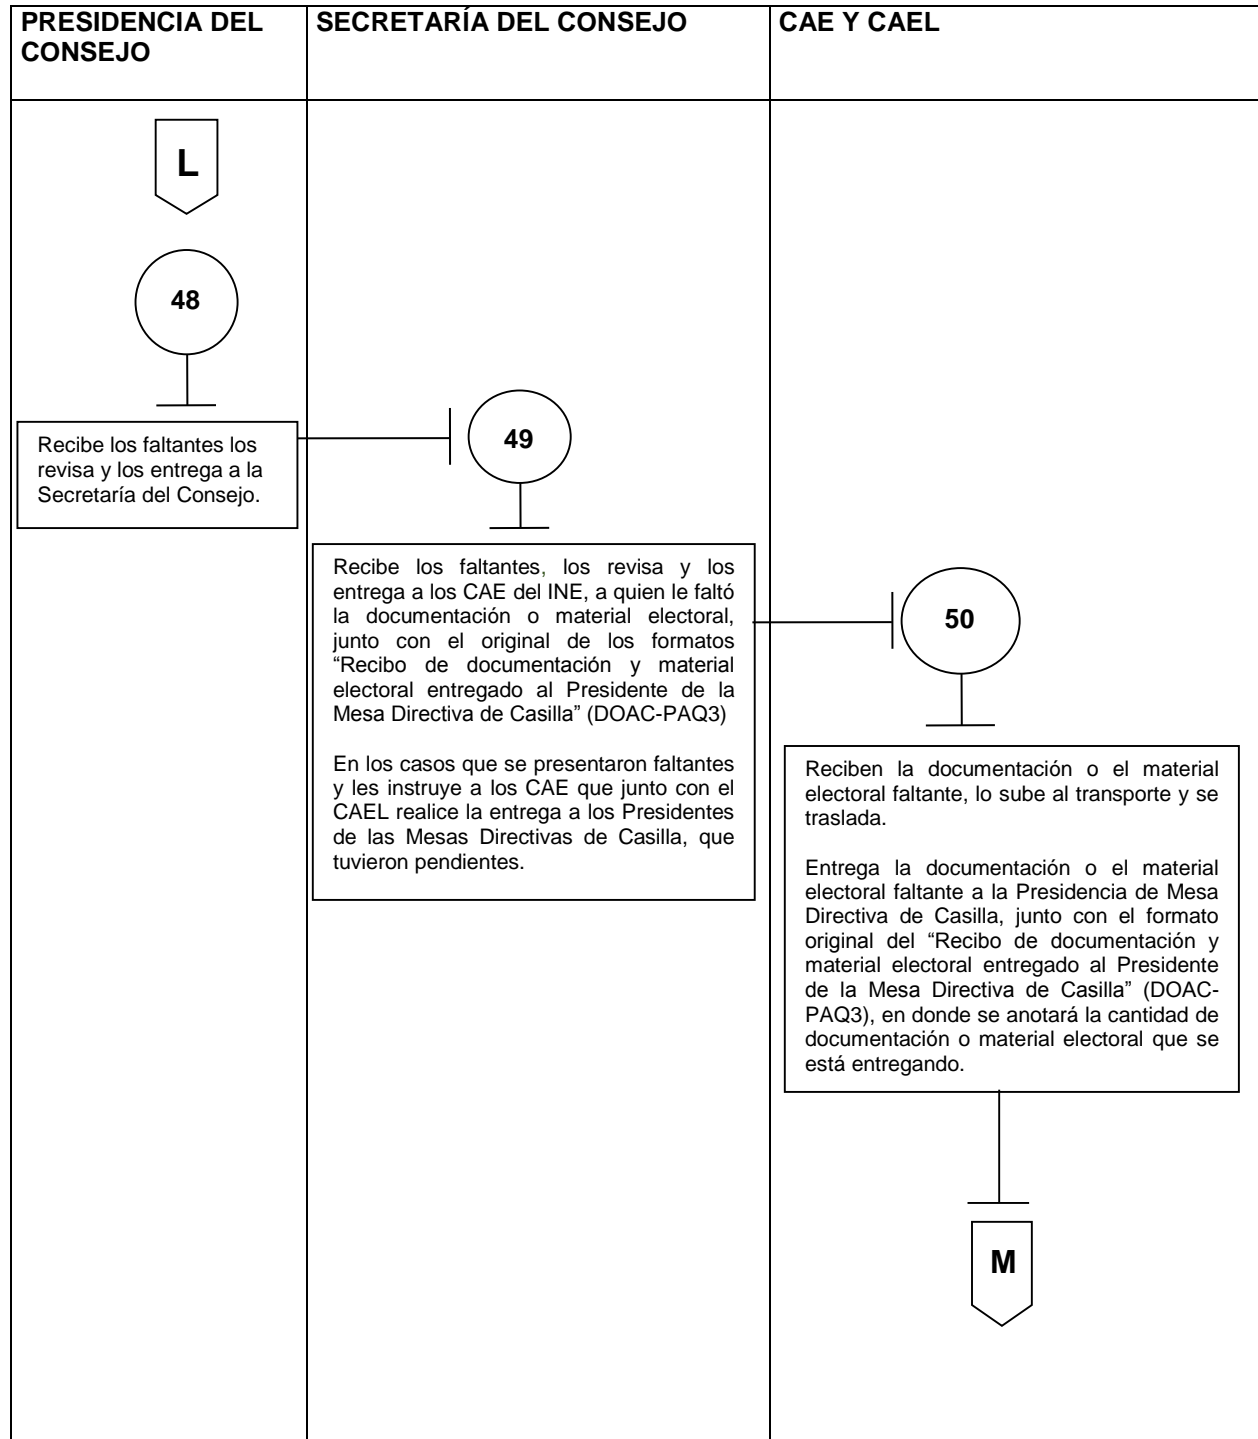 PRESIDENCIA DEL
CONSEJO
SECRETARÍA DEL CONSEJO
CAE Y CAEL
L
48
Recibe los faltantes los
revisa y los entrega a la
Secretaría del Consejo.
49
Recibe los faltantes, los revisa y los
entrega a los CAE del INE, a quien le faltó
la documentación o material electoral,
junto con el original de los formatos
“Recibo de documentación y material
electoral entregado al Presidente de la
Mesa Directiva de Casilla” (DOAC-PAQ3)
En los casos que se presentaron faltantes
y les instruye a los CAE que junto con el
CAEL realice la entrega a los Presidentes
de las Mesas Directivas de Casilla, que
tuvieron pendientes.
50
Reciben la documentación o el material
electoral faltante, lo sube al transporte y se
traslada.
Entrega la documentación o el material
electoral faltante a la Presidencia de Mesa
Directiva de Casilla, junto con el formato
original del “Recibo de documentación y
material electoral entregado al Presidente
de la Mesa Directiva de Casilla” (DOAC-
PAQ3), en donde se anotará la cantidad de
documentación o material electoral que se
está entregando.
M